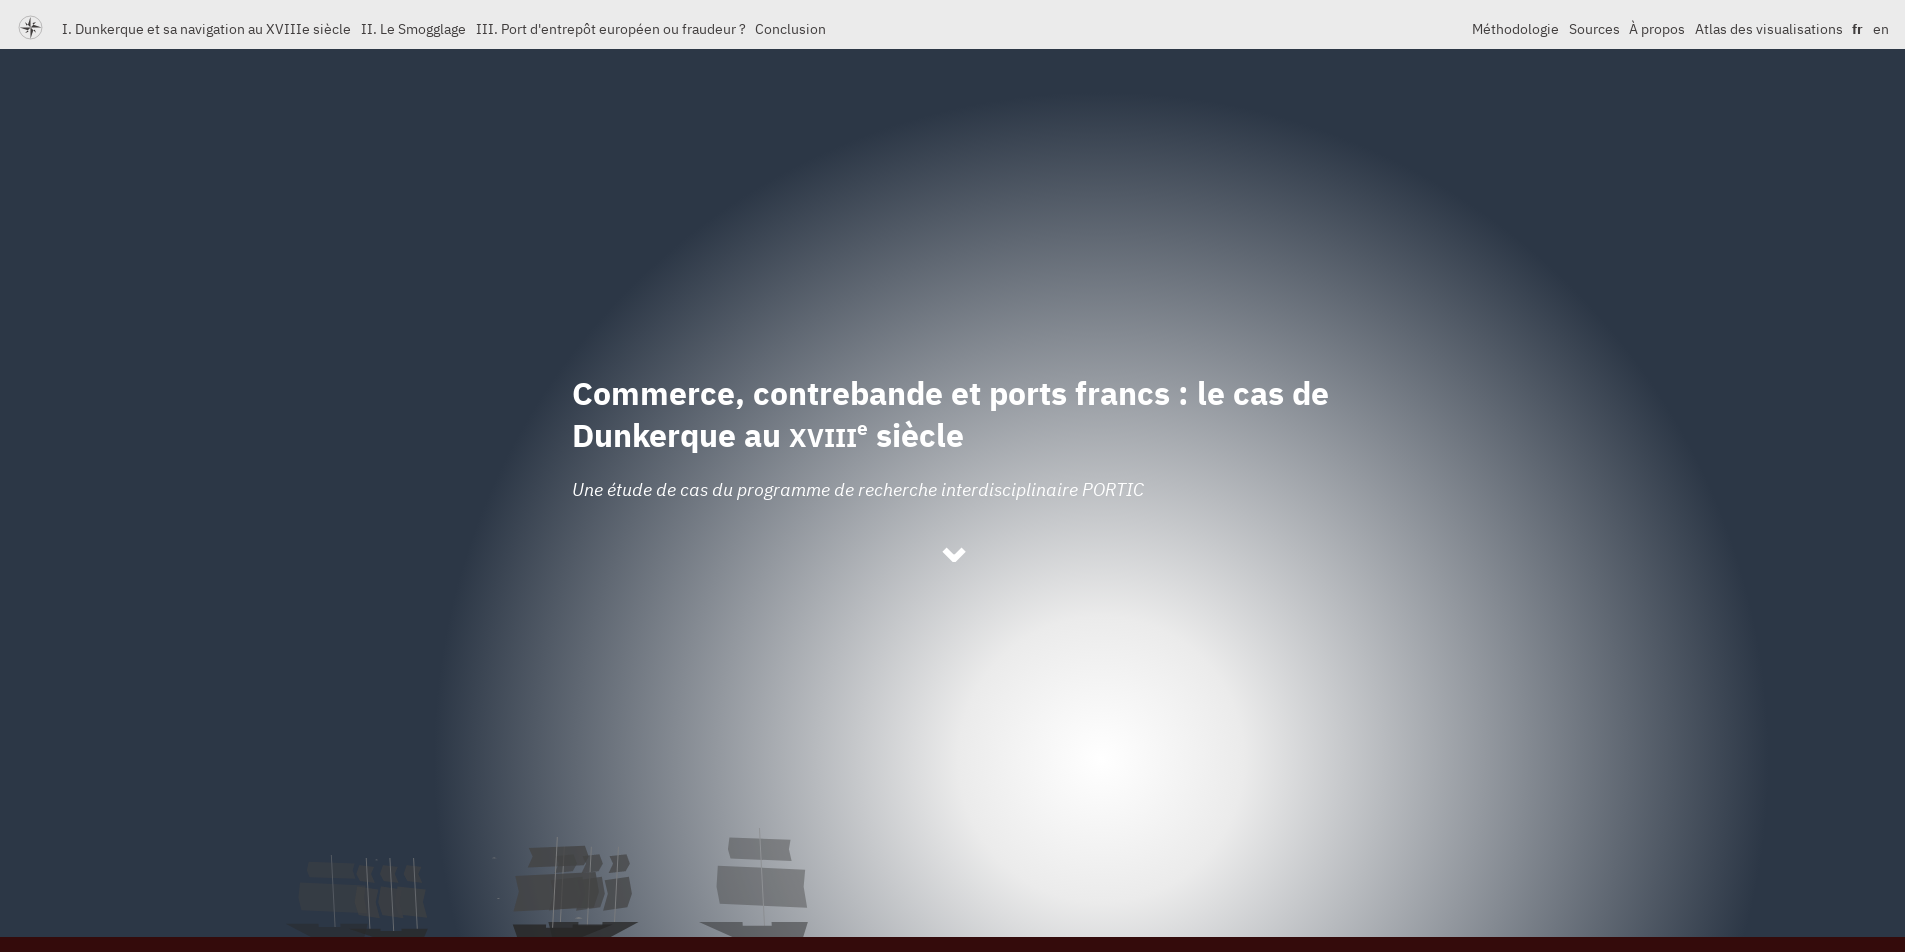 I. Dunkerque et sa navigation au XVIIIe siècle II. Le Smogglage III. Port d'entrepôt européen ou fraudeur ? Conclusion Méthodologie Sources À propos Atlas des visualisations fr en
Commerce, contrebande et ports francs : le cas de
Dunkerque au XVIIIe siècle
Une étude de cas du programme de recherche interdisciplinaire PORTIC